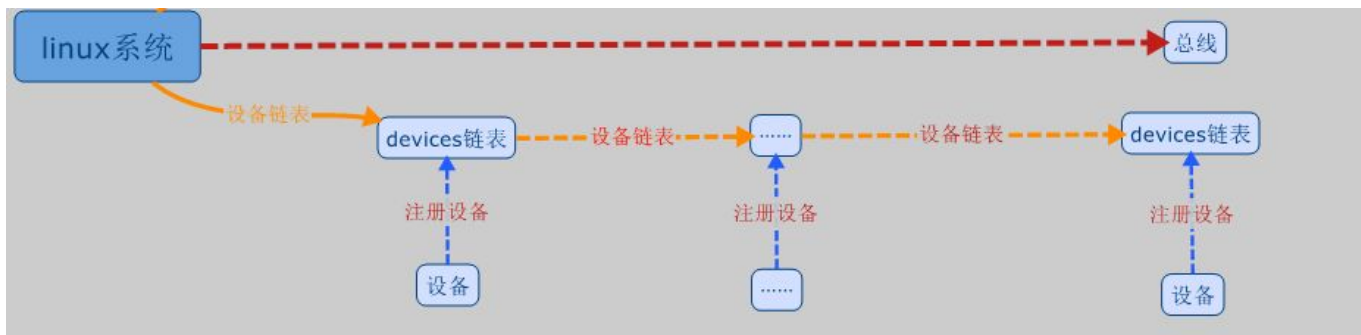 linux系统
总线
设备链表
devices链表
设备链表
......
设备链表
devices链表
注册设备
注册设备
注册设备
设备
......
设备